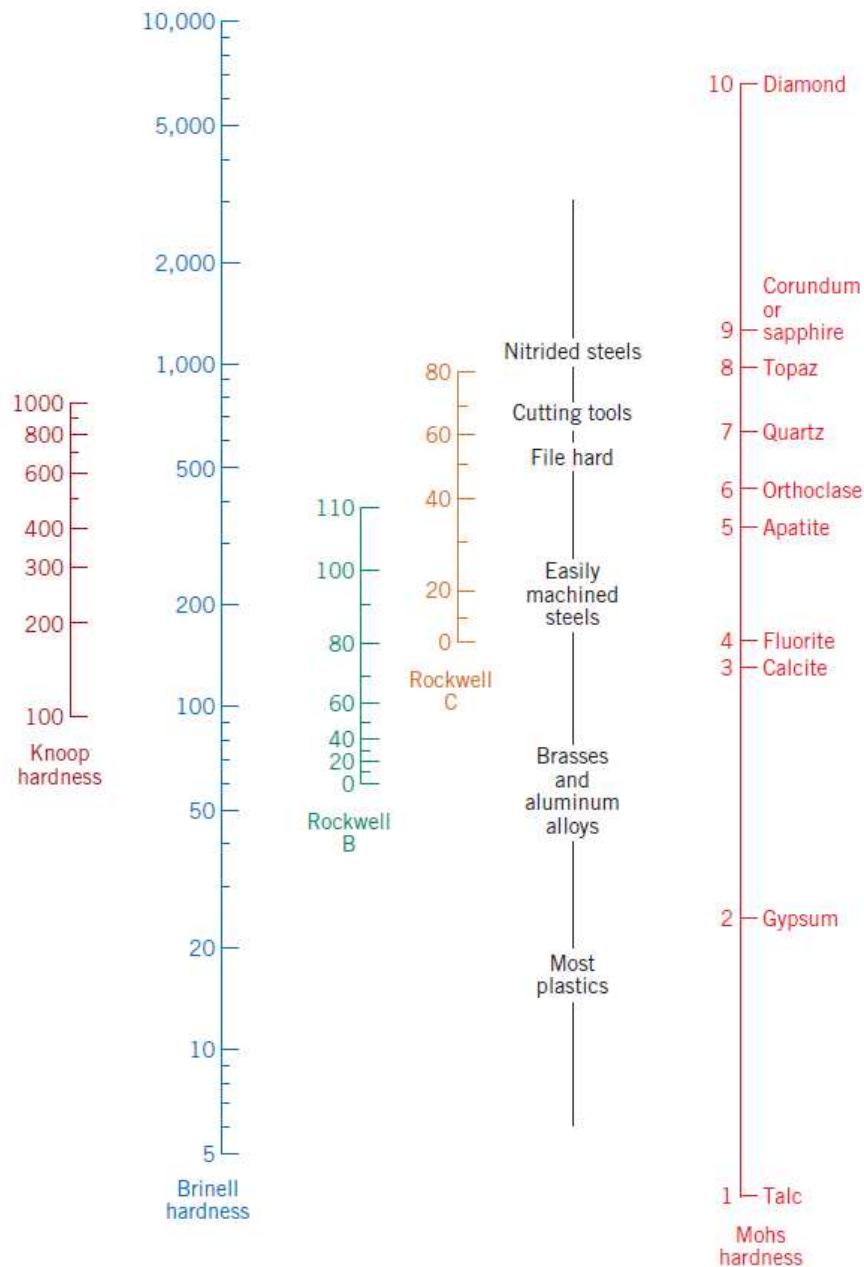 1000
800
600
400
300
200
100
Knoop
hardness
10,000
5,000
2,000
1,000
500
200
100
50
20
10
5
Brinell
hardness
110
100
80
60
40
20
0
Rockwell
B
80
60
40
20
0
Rockwell
C
Nitrided steels
Cutting tools
File hard
Easily
machined
steels
Brasses
and
aluminum
alloys
Most
plastics
10 Diamond
Corundum
or
9 sapphire
8 Topaz
7 Quartz
6 Orthoclase
5 Apatite
4 Fluorite
3 Calcite
2 Gypsum
1 Talc
Mohs
hardness